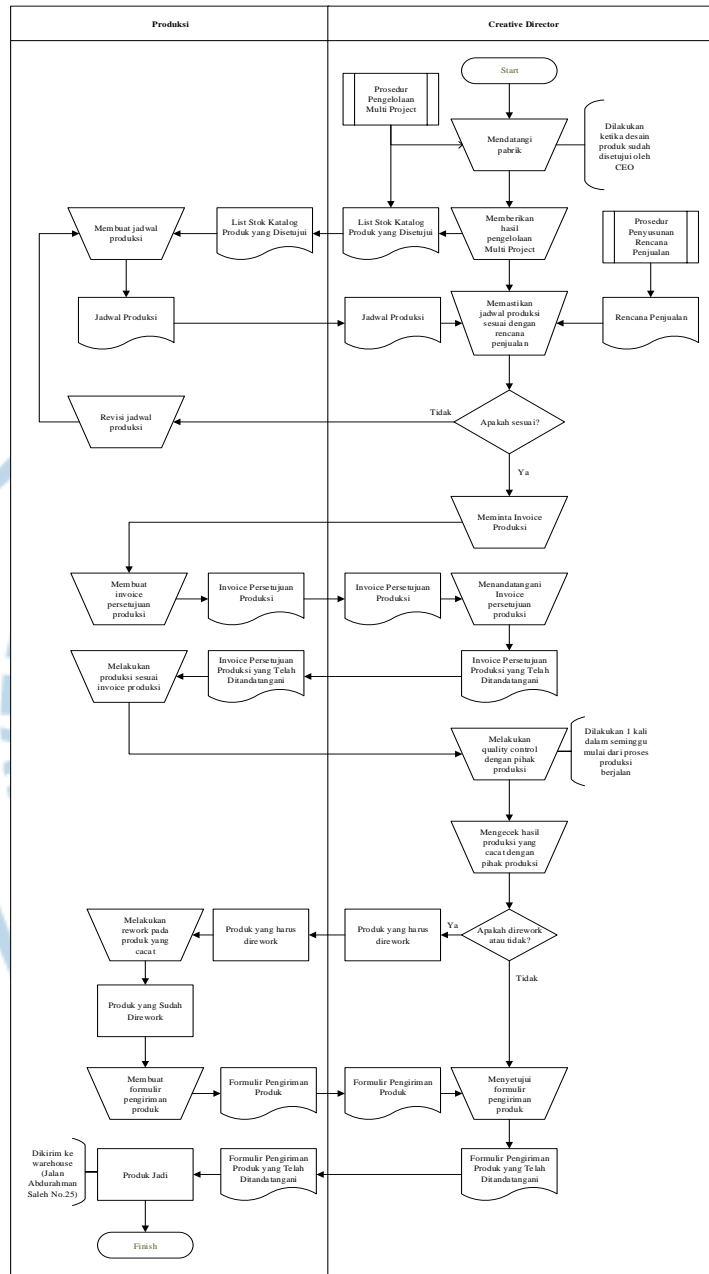 Produksi
Creative Director
Start
Prosedur
Pengelolaan
Multi Project
Mendatangi
pabrik
Dilakukan
ketika desain
produk sudah
disetujui oleh
CEO
Membuat jadwal
produksi
List Stok Katalog
Produk yang Disetujui
List Stok Katalog
Produk yang Disetujui
Memberikan
hasil
pengelolaan
Multi Project
Prosedur
Penyusunan
Rencana
Penjualan
Jadwal Produksi
Jadwal Produksi
Memastikan
jadwal produksi
sesuai dengan
rencana
penjualan
Rencana Penjualan
Revisi jadwal
produksi
Tidak
Apakah sesuai?
Ya
Meminta Invoice
Produksi
Membuat
invoice
persetujuan
produksi
Invoice Persetujuan
Produksi
Invoice Persetujuan
Produksi
Menandatangani
Invoice
persetujuan
produksi
Melakukan
produksi sesuai
invoice produksi
Invoice Persetujuan
Produksi yang Telah
Ditandatangani
Invoice Persetujuan
Produksi yang Telah
Ditandatangani
Melakukan
quality control
dengan pihak
produksi
Dilakukan 1 kali
dalam seminggu
mulai dari proses
produksi
berjalan
Mengecek hasil
produksi yang
cacat dengan
pihak produksi
Melakukan
rework pada
produk yang
cacat
Produk yang harus
dirework
Produk yang harus
dirework
Ya
Apakah dirework
atau tidak?
Tidak
Produk yang Sudah
Dirework
Membuat
formulir
pengiriman
produk
Formulir Pengiriman
Produk
Formulir Pengiriman
Produk
Menyetujui
formulir
pengiriman
produk
Dikirim ke
warehouse
(Jalan
Abdurahman
Saleh No.25)
Produk Jadi
Formulir Pengiriman
Produk yang Telah
Ditandatangani
Formulir Pengiriman
Produk yang Telah
Ditandatangani
Finish